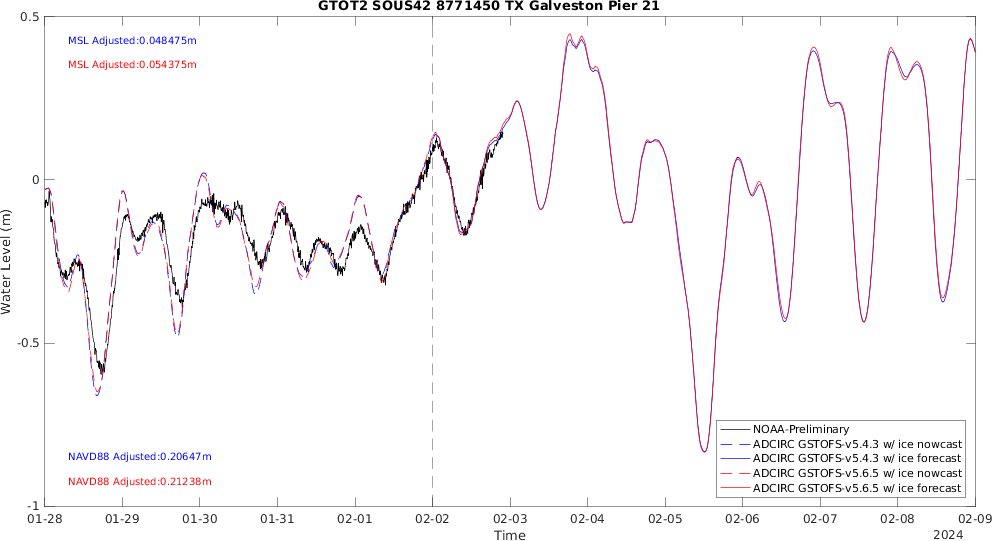 GTOT2 SOUS42 8771450 TX Galveston Pier 21
0.5
MSL Adjusted:0.048475m
MSL Adjusted:0.054375m
0
Water Level (m)
-0.5
NOAA-Preliminary
ADCIRC GSTOFS-v5.4.3 w/ ice nowcast
ADCIRC GSTOFS-v5.4.3 w/ ice forecast
ADCIRC GSTOFS-v5.6.5 w/ ice nowcast
ADCIRC GSTOFS-v5.6.5 w/ ice forecast
NAVD88 Adjusted:0.20647m
NAVD88 Adjusted:0.21238m
-1
01-28 01-29 01-30 01-31 02-01 02-02 02-03 02-04 02-05 02-06 02-07 02-08 02-09
Time
2024